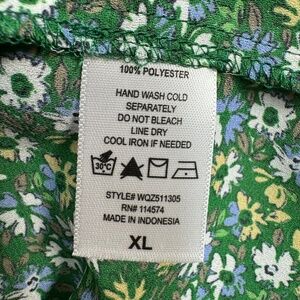 100% POLYESTER
HAND WASH COLD
SEPARATELY
DO NOT BLEACH
LINE DRY
COOL IRON IF NEEDED
30°C
STYLE# WQZ511305
RN# 114574
MADE IN INDONESIA
XL